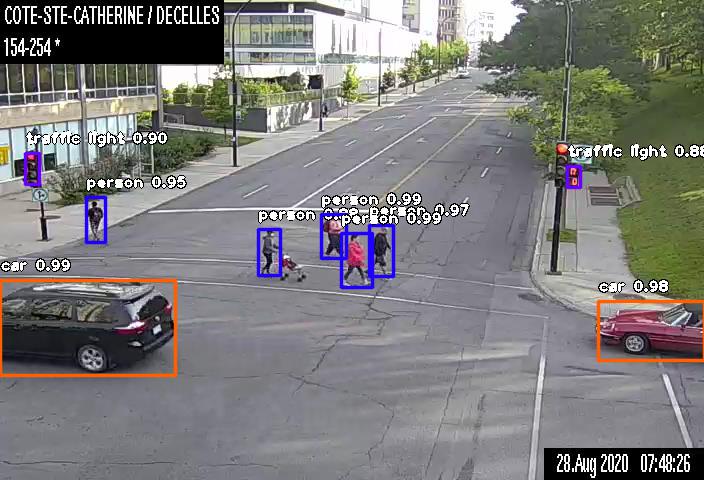 COTE-STE-CATHERINE / DECELLES
154-254 *
traffic light 0.90
traffic light 0.88
person 0.95
person 0.99
person 0.97
person 0.99
car 0.99
car 0.98
28.Aug 2020 07:48:26